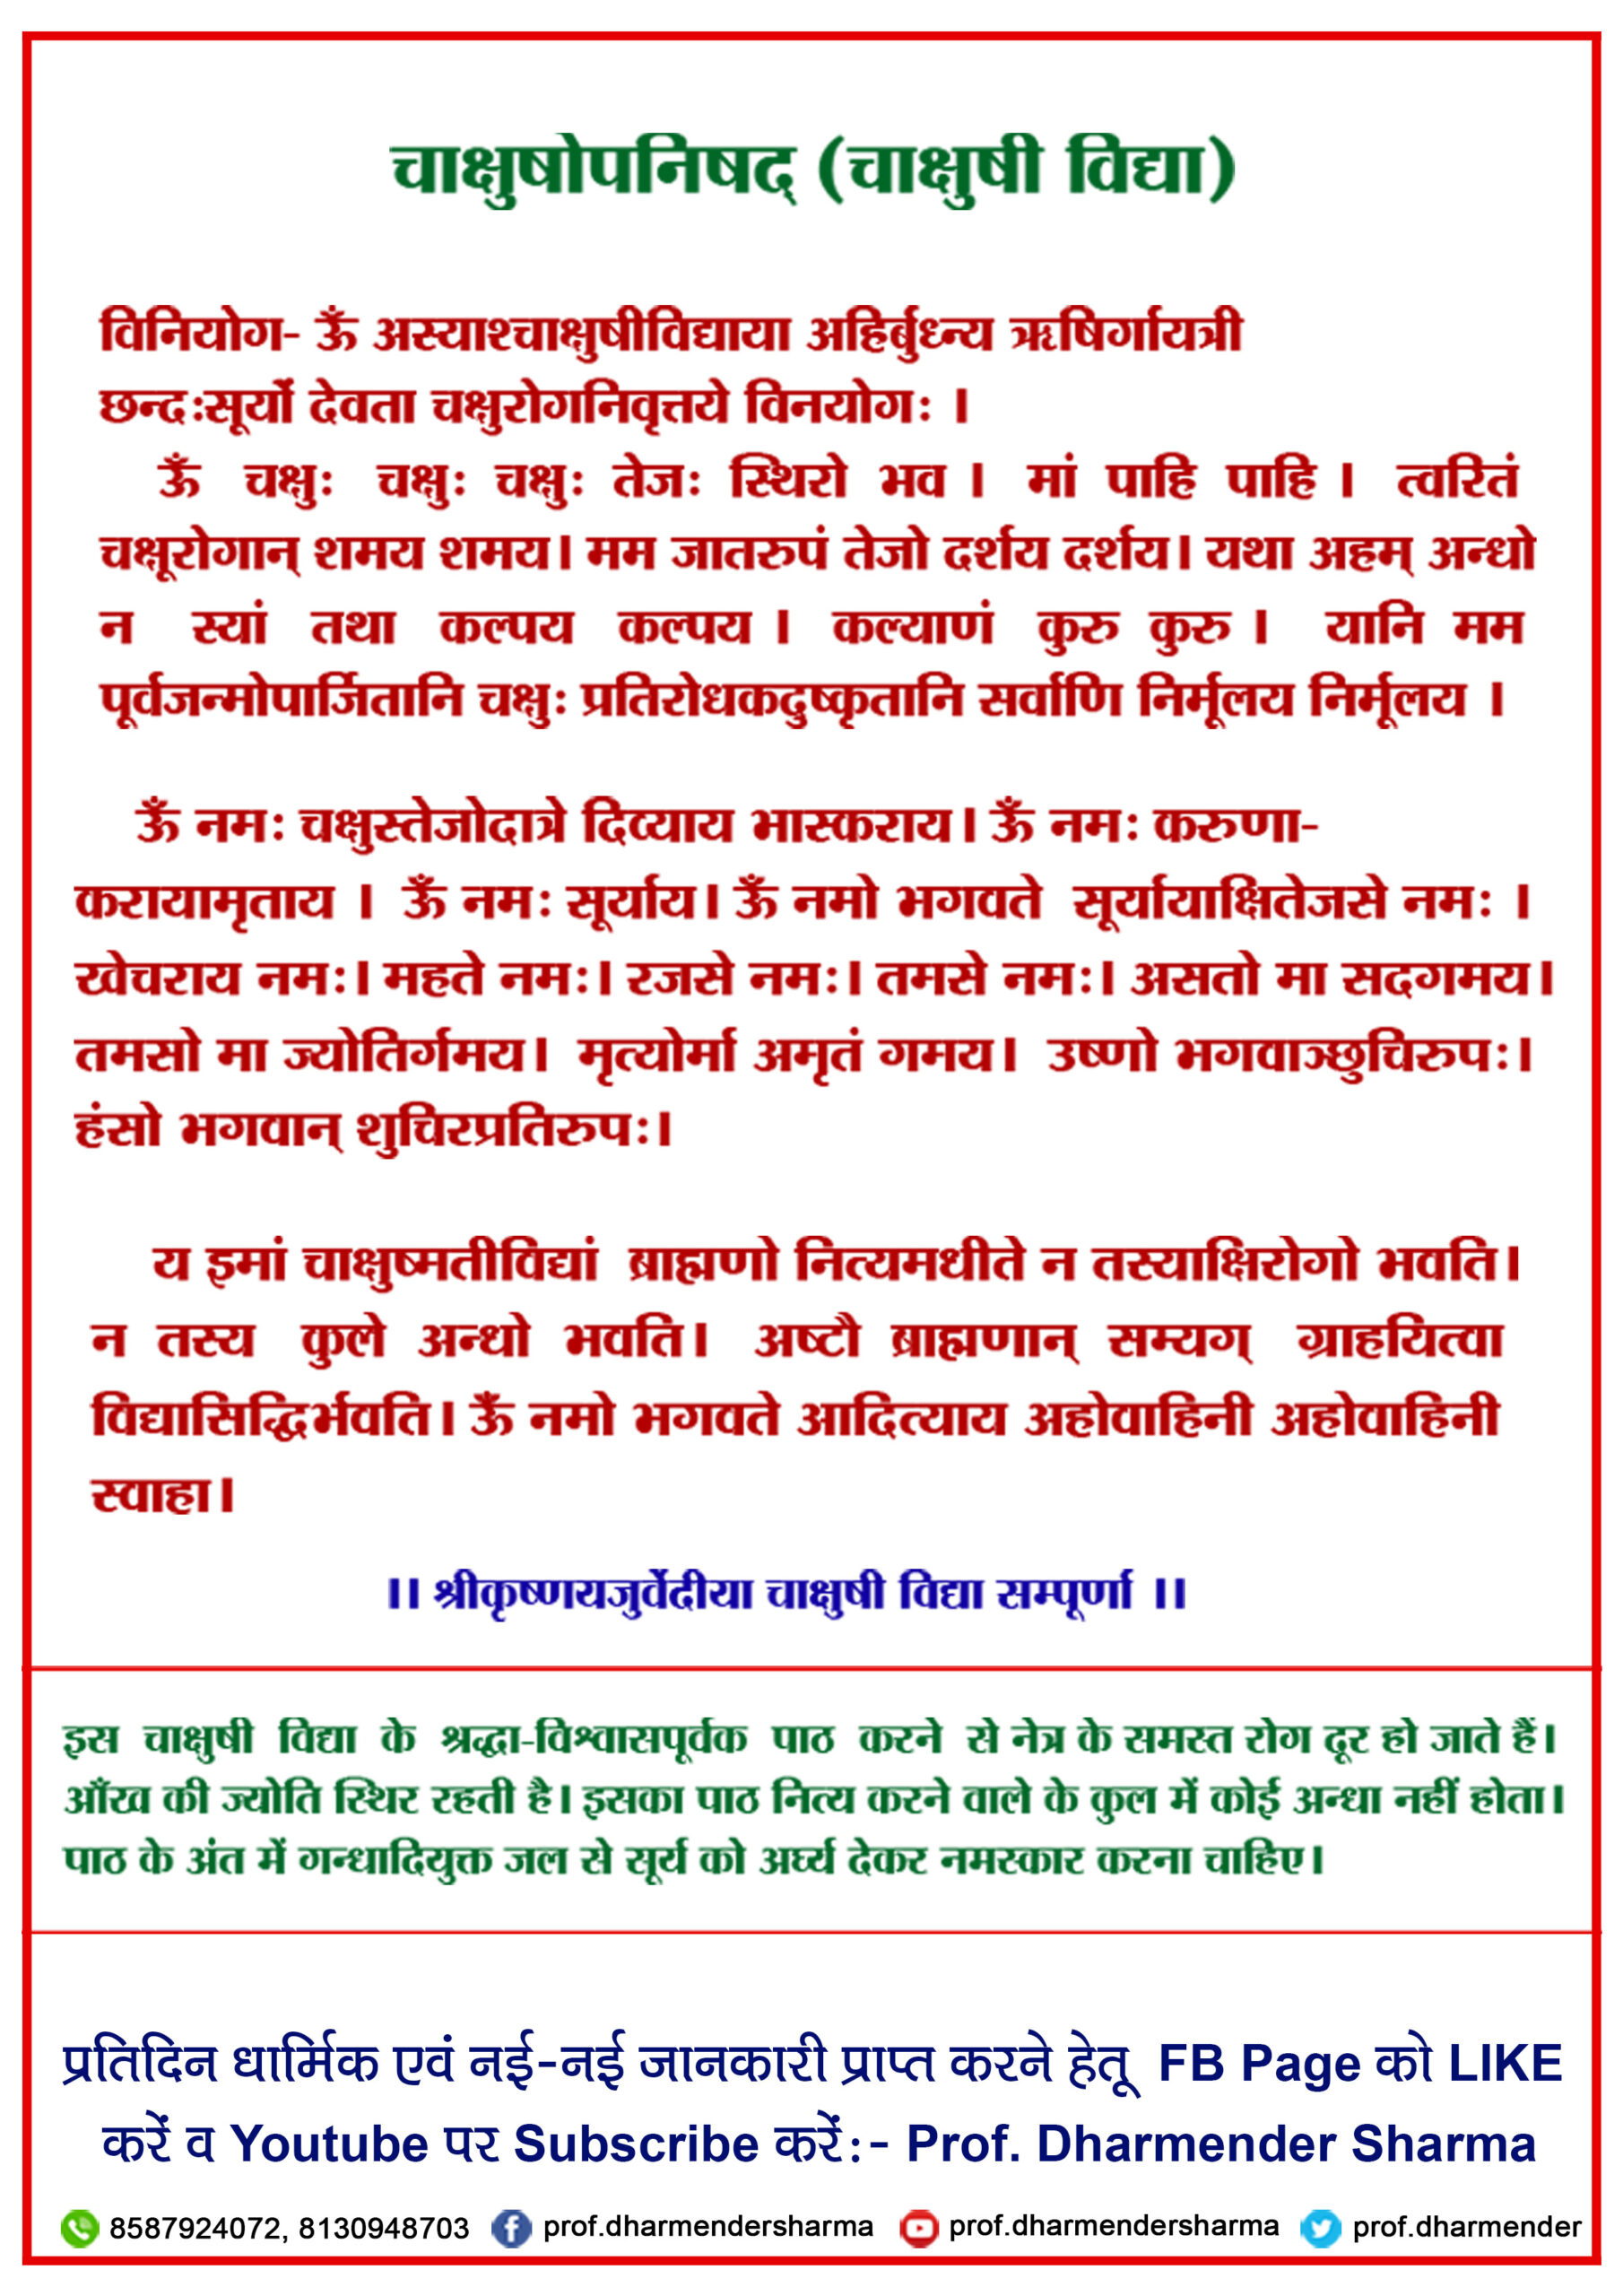 चाक्षुषोपनिषद् (चाक्षुषी विद्या)
विनियोग- ऊँ अस्याश्चाक्षुषीविद्याया अहिर्बुध्न्य ऋषिर्गायत्री
छन्दःसूर्यो देवता चक्षुरोगनिवृत्तये विनयोगः ।
ऊँ चक्षुः चक्षुः चक्षुः तेजः स्थिरो भव । मां पाहि पाहि । त्वरितं
चक्षूरोगान् शमय शमय। मम जातरुपं तेजो दर्शय दर्शय। यथा अहम् अन्धो
न स्यां तथा कल्पय कल्पय । कल्याणं कुरु कुरु । यानि मम
पूर्वजन्मोपार्जितानि चक्षुः प्रतिरोधकदुष्कृतानि सर्वाणि निर्मूलय निर्मूलय ।
ऊँ नमः चक्षुस्तेजोदात्रे दिव्याय भास्कराय। ऊँ नमः करुणा-
करायामृताय । ऊँ नमः सूर्याय। ऊँ नमो भगवते सूर्यायाक्षितेजसे नमः ।
खेचराय नमः। महते नमः। रजसे नमः। तमसे नमः। असतो मा सदगमय।
तमसो मा ज्योतिर्गमय। मृत्योर्मा अमृतं गमय। उष्णो भगवाञ्छुचिरुपः।
हंसो भगवान् शुचिरप्रतिरुपः।
य इमां चाक्षुष्मतीविद्यां ब्राह्मणो नित्यमधीते न तस्याक्षिरोगो भवति।
न तस्य कुले अन्धो भवति। अष्टौ ब्राह्मणान् सम्यग् ग्राहयित्वा
विद्यासिद्धिर्भवति। ऊँ नमो भगवते आदित्याय अहोवाहिनी अहोवाहिनी
स्वाहा।
।। श्रीकृष्णयजुर्वेदीया चाक्षुषी विद्या सम्पूर्णा ।।
इस चाक्षुषी विद्या के श्रद्धा-विश्वासपूर्वक पाठ करने से नेत्र के समस्त रोग दूर हो जाते हैं।
आँख की ज्योति स्थिर रहती है। इसका पाठ नित्य करने वाले के कुल में कोई अन्धा नहीं होता।
पाठ के अंत में गन्धादियुक्त जल से सूर्य को अर्घ्य देकर नमस्कार करना चाहिए।
प्रतिदिन धार्मिक एवं नई-नई जानकारी प्राप्त करने हेतू FB Page को LIKE
करें व Youtube पर Subscribe करें:- Prof. Dharmender Sharma
8587924072, 8130948703 prof.dharmendersharma prof.dharmendersharma prof.dharmender